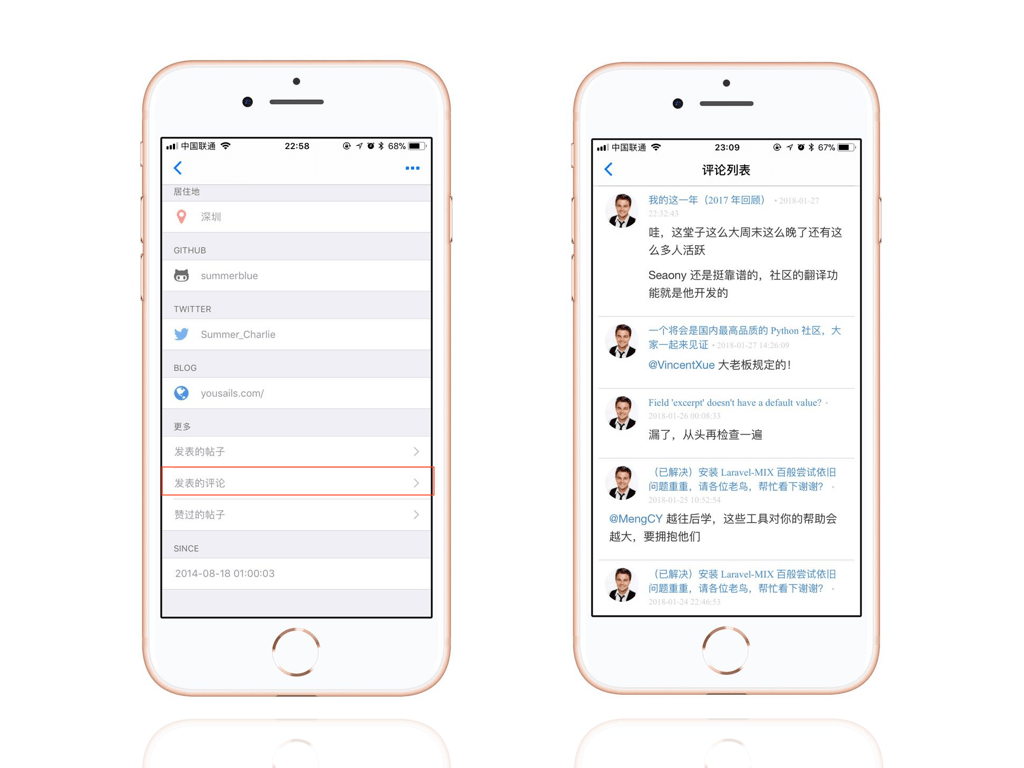 中国联通
22:58
68%
居住地
深圳
GITHUB
summerblue
TWITTER
Summer_Charlie
BLOG
yousails.com/
更多
发表的帖子
发表的评论
赞过的帖子
SINCE
2014-08-18 01:00:03
中国联通
23:09
67%
评论列表
我的这一年（2017 年回顾） • 2018-01-27
22:32:43
哇，这堂子这么大周末这么晚了还有这
么多人活跃
Seaony 还是挺靠谱的，社区的翻译功
能就是他开发的
一个将会是国内最高品质的 Python 社区，大
家一起来见证 • 2018-01-27 14:26:09
@VincentXue 大老板规定的！
Field 'excerpt' doesn't have a default value? •
2018-01-26 00:08:33
漏了，从头再检查一遍
（已解决）安装 Laravel-MIX 百般尝试依旧
问题重重，请各位老鸟，帮忙看下谢谢？ •
2018-01-25 10:52:54
@MengCY 越往后学，这些工具对你的帮助会
越大，要拥抱他们
（已解决）安装 Laravel-MIX 百般尝试依旧
问题重重，请各位老鸟，帮忙看下谢谢？ •
2018-01-24 22:46:53